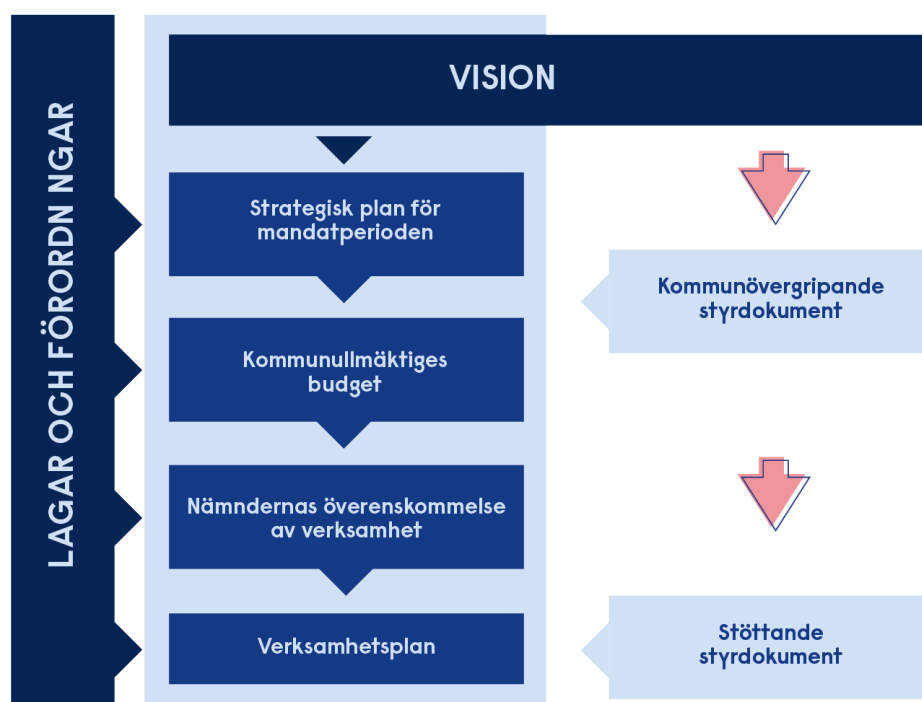 LAGAR OCH FÖRORDN NGAR
VISION
Strategisk plan för
mandatperioden
Kommunövergripande
styrdokument
Kommunullmäktiges
budget
Nämndernas överenskommelse
av verksamhet
Verksamhetsplan
Stöttande
styrdokument